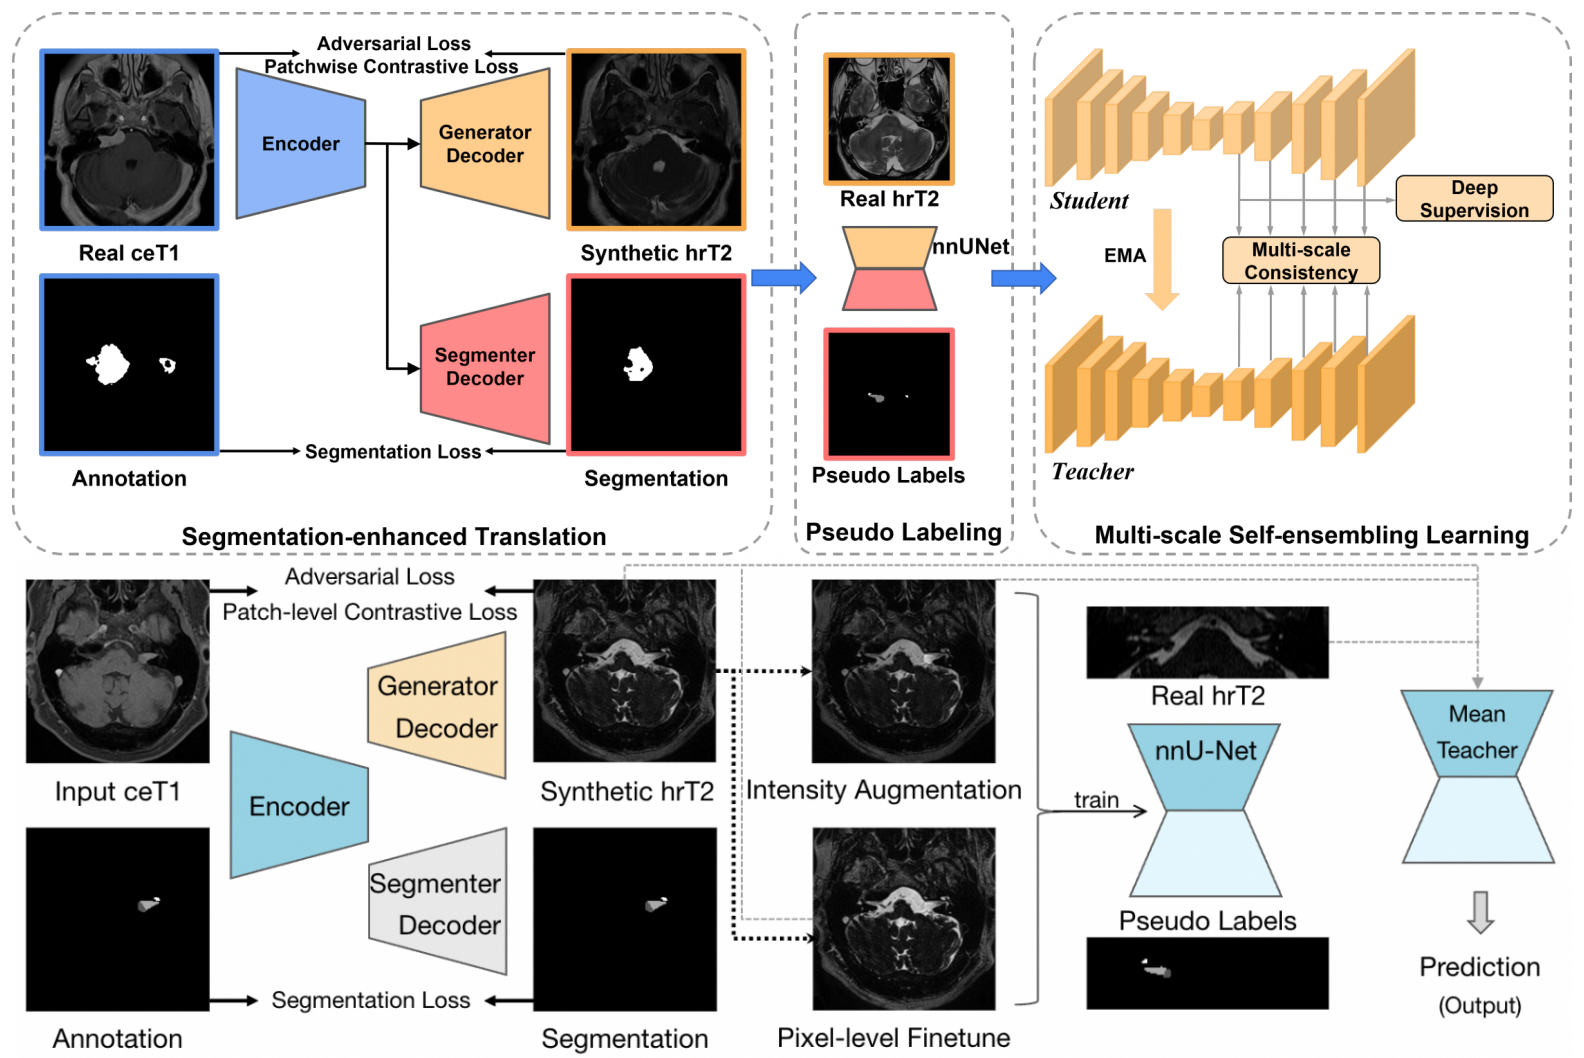 Adversarial Loss
Patchwise Contrastive Loss
Encoder
Generator
Decoder
Real ceT1
Synthetic hrT2
Segmenter
Decoder
Segmentation Loss
Annotation
Segmentation
Segmentation-enhanced Translation
Real hrT2
nnUNet
Pseudo Labels
Pseudo Labeling
Student
Deep
Supervision
EMA
Multi-scale
Consistency
Teacher
Multi-scale Self-ensembling Learning
Adversarial Loss
Patch-level Contrastive Loss
Generator
Decoder
Input ceT1
Encoder
Synthetic hrT2
Segmenter
Decoder
Segmentation Loss
Annotation
Segmentation
Intensity Augmentation
Pixel-level Finetune
train
Real hrT2
nnU-Net
Pseudo Labels
Mean
Teacher
Prediction
(Output)